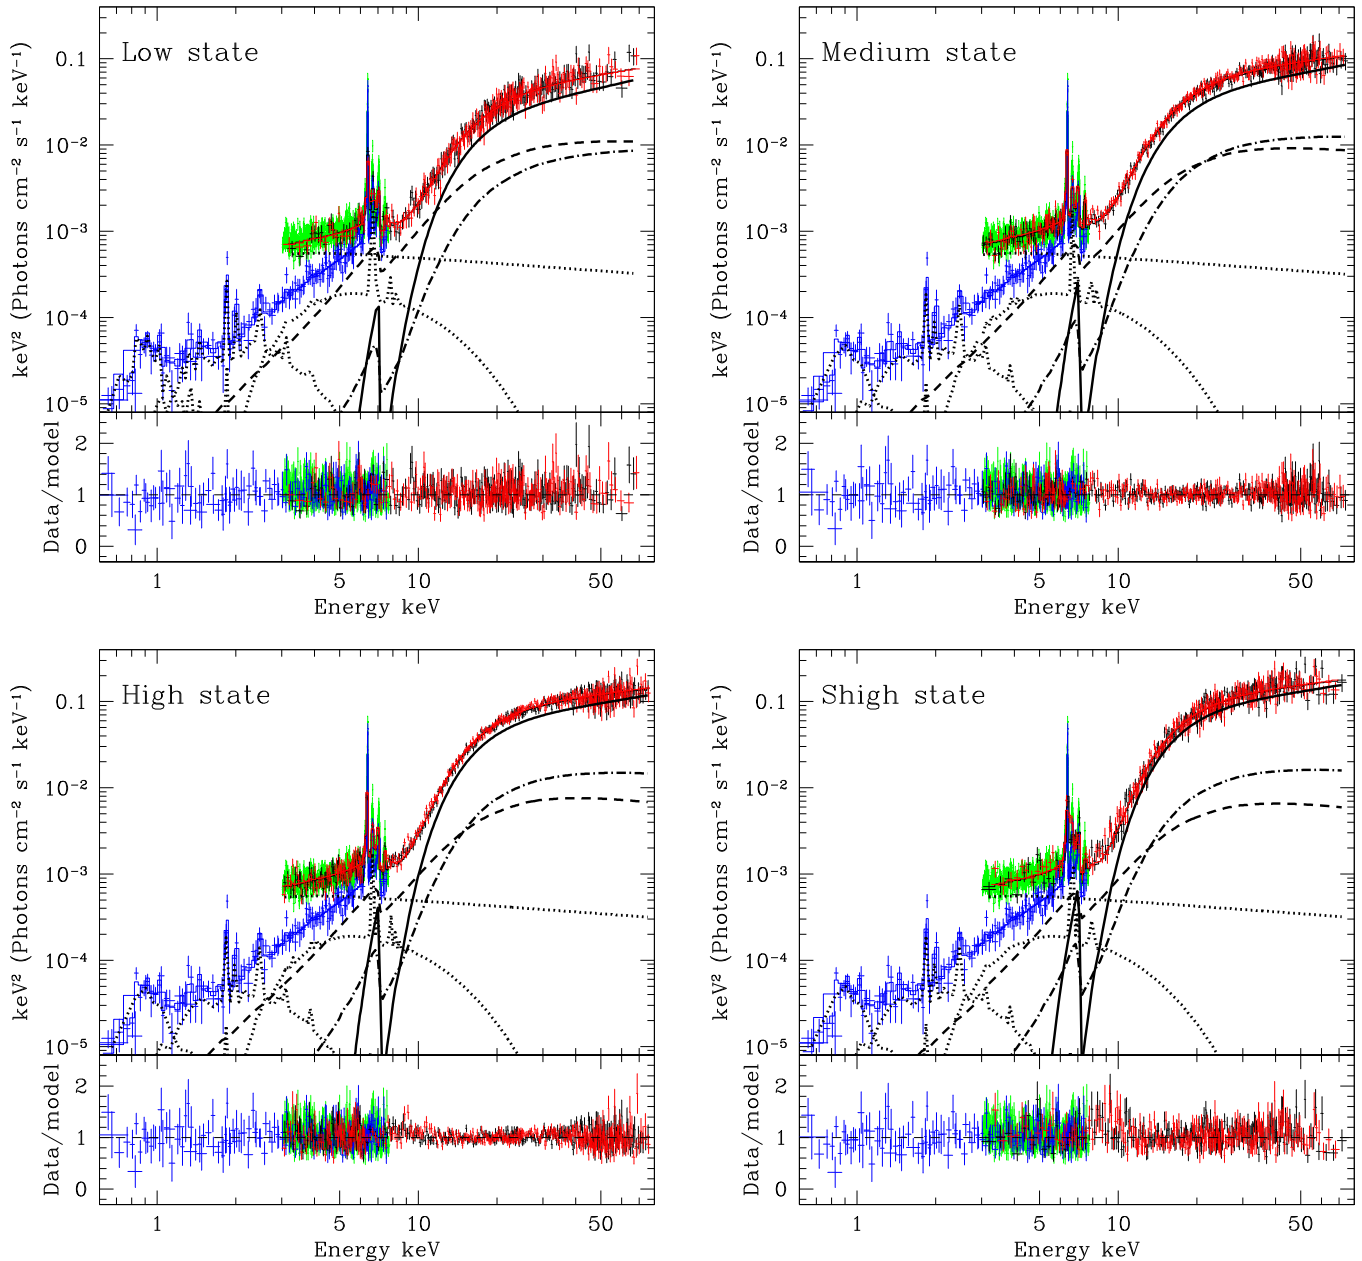 Low state
keV² (Photons cm⁻² s⁻¹ keV⁻¹)
0.1
10⁻²
10⁻³
10⁻⁴
10⁻⁵
Data/model
2
1
0
1 5 10 50
Energy keV
Medium state
keV² (Photons cm⁻² s⁻¹ keV⁻¹)
0.1
10⁻²
10⁻³
10⁻⁴
10⁻⁵
Data/model
2
1
0
1 5 10 50
Energy keV
High state
keV² (Photons cm⁻² s⁻¹ keV⁻¹)
0.1
10⁻²
10⁻³
10⁻⁴
10⁻⁵
Data/model
2
1
0
1 5 10 50
Energy keV
Shigh state
keV² (Photons cm⁻² s⁻¹ keV⁻¹)
0.1
10⁻²
10⁻³
10⁻⁴
10⁻⁵
Data/model
2
1
0
1 5 10 50
Energy keV